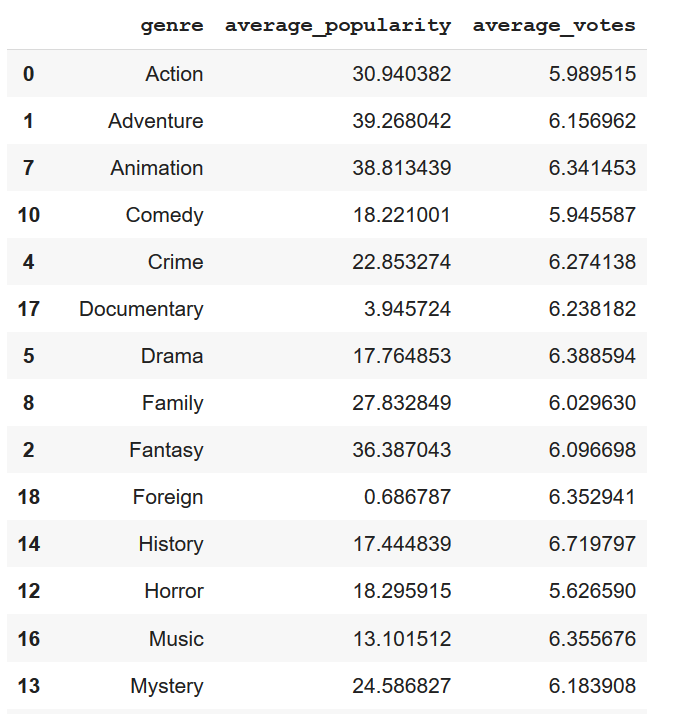 genre average_popularity average_votes
0 Action 30.940382 5.989515
1 Adventure 39.268042 6.156962
7 Animation 38.813439 6.341453
10 Comedy 18.221001 5.945587
4 Crime 22.853274 6.274138
17 Documentary 3.945724 6.238182
5 Drama 17.764853 6.388594
8 Family 27.832849 6.029630
2 Fantasy 36.387043 6.096698
18 Foreign 0.686787 6.352941
14 History 17.444839 6.719797
12 Horror 18.295915 5.626590
16 Music 13.101512 6.355676
13 Mystery 24.586827 6.183908